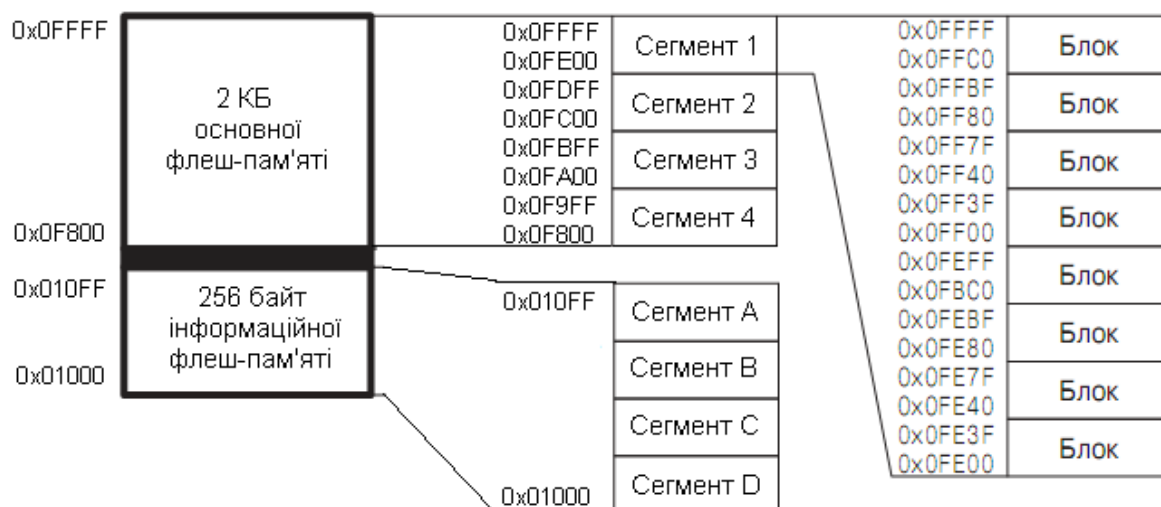 0x0FFFF
2 КБ
основної
флеш-пам'яті
0x0F800
0x010FF
256 байт
інформаційної
флеш-пам'яті
0x01000
0x0FFFF
0x0FE00
Сегмент 1
0x0FDFF
0x0FC00
Сегмент 2
0x0FBFF
0x0FA00
Сегмент 3
0x0F9FF
0x0F800
Сегмент 4
0x010FF
Сегмент A
Сегмент B
Сегмент C
0x01000
Сегмент D
0x0FFFF
0x0FFC0
Блок
0x0FFBF
0x0FF80
Блок
0x0FF7F
0x0FF40
Блок
0x0FF3F
0x0FF00
Блок
0x0FEFF
0x0FBC0
Блок
0x0FEBF
0x0FE80
Блок
0x0FE7F
0x0FE40
Блок
0x0FE3F
0x0FE00
Блок